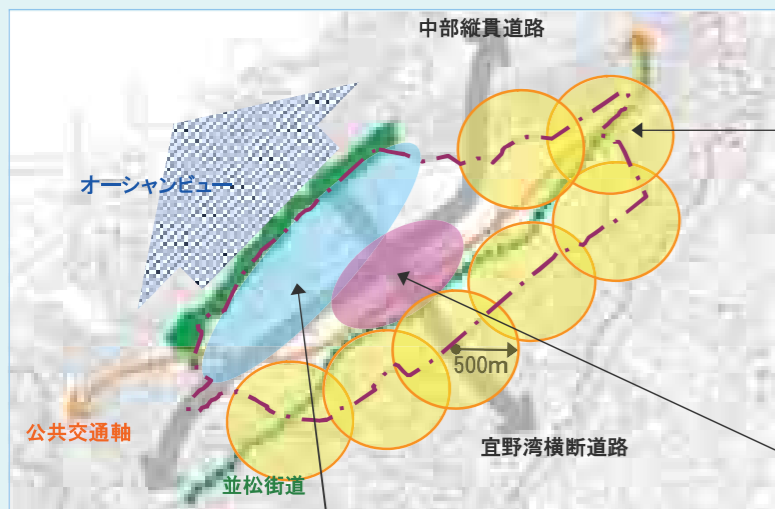 中部縦貫道路
オーシャンビュー
500m
公共交通軸
宜野湾横断道路
並松街道